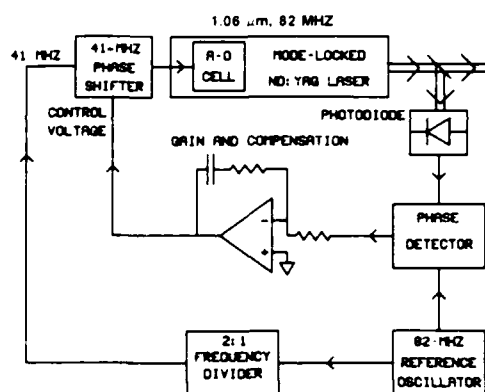 1.06 µm, 82 MHZ
41 MHZ
41-MHZ
PHASE
SHIFTER
A-O
CELL
MODE-LOCKED
ND:YAG LASER
CONTROL
VOLTAGE
PHOTODIODE
GAIN AND COMPENSATION
-
+
PHASE
DETECTOR
2:1
FREQUENCY
DIVIDER
82-MHZ
REFERENCE
OSCILLATOR